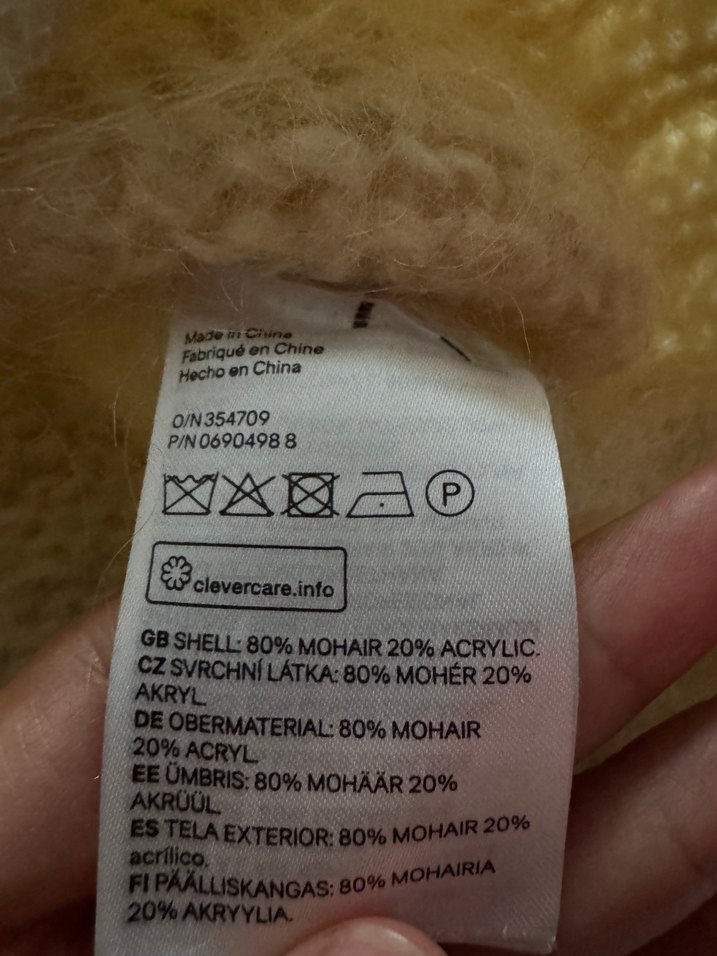 Made in China
Fabriqué en Chine
Hecho en China
O/N 354709
P/N 0690498 8
P
clevercare.info
GB SHELL: 80% MOHAIR 20% ACRYLIC.
CZ SVRCHNÍ LÁTKA: 80% MOHÉR 20%
AKRYL.
DE OBERMATERIAL: 80% MOHAIR
20% ACRYL.
EE ÜMBRIS: 80% MOHÄÄR 20%
AKRÜÜL.
ES TELA EXTERIOR: 80% MOHAIR 20%
acrílico.
FI PÄÄLLISKANGAS: 80% MOHAIRIA
20% AKRYYLIA.